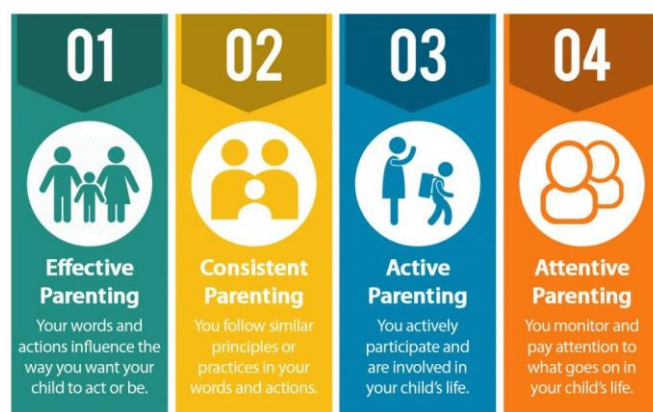 01
Effective
Parenting
Your words and
actions influence the
way you want your
child to act or be.
02
Consistent
Parenting
You follow similar
principles or
practices in your
words and actions.
03
Active
Parenting
You actively
participate and
are involved in
your child's life.
04
Attentive
Parenting
You monitor and
pay attention to
what goes on in
your child's life.